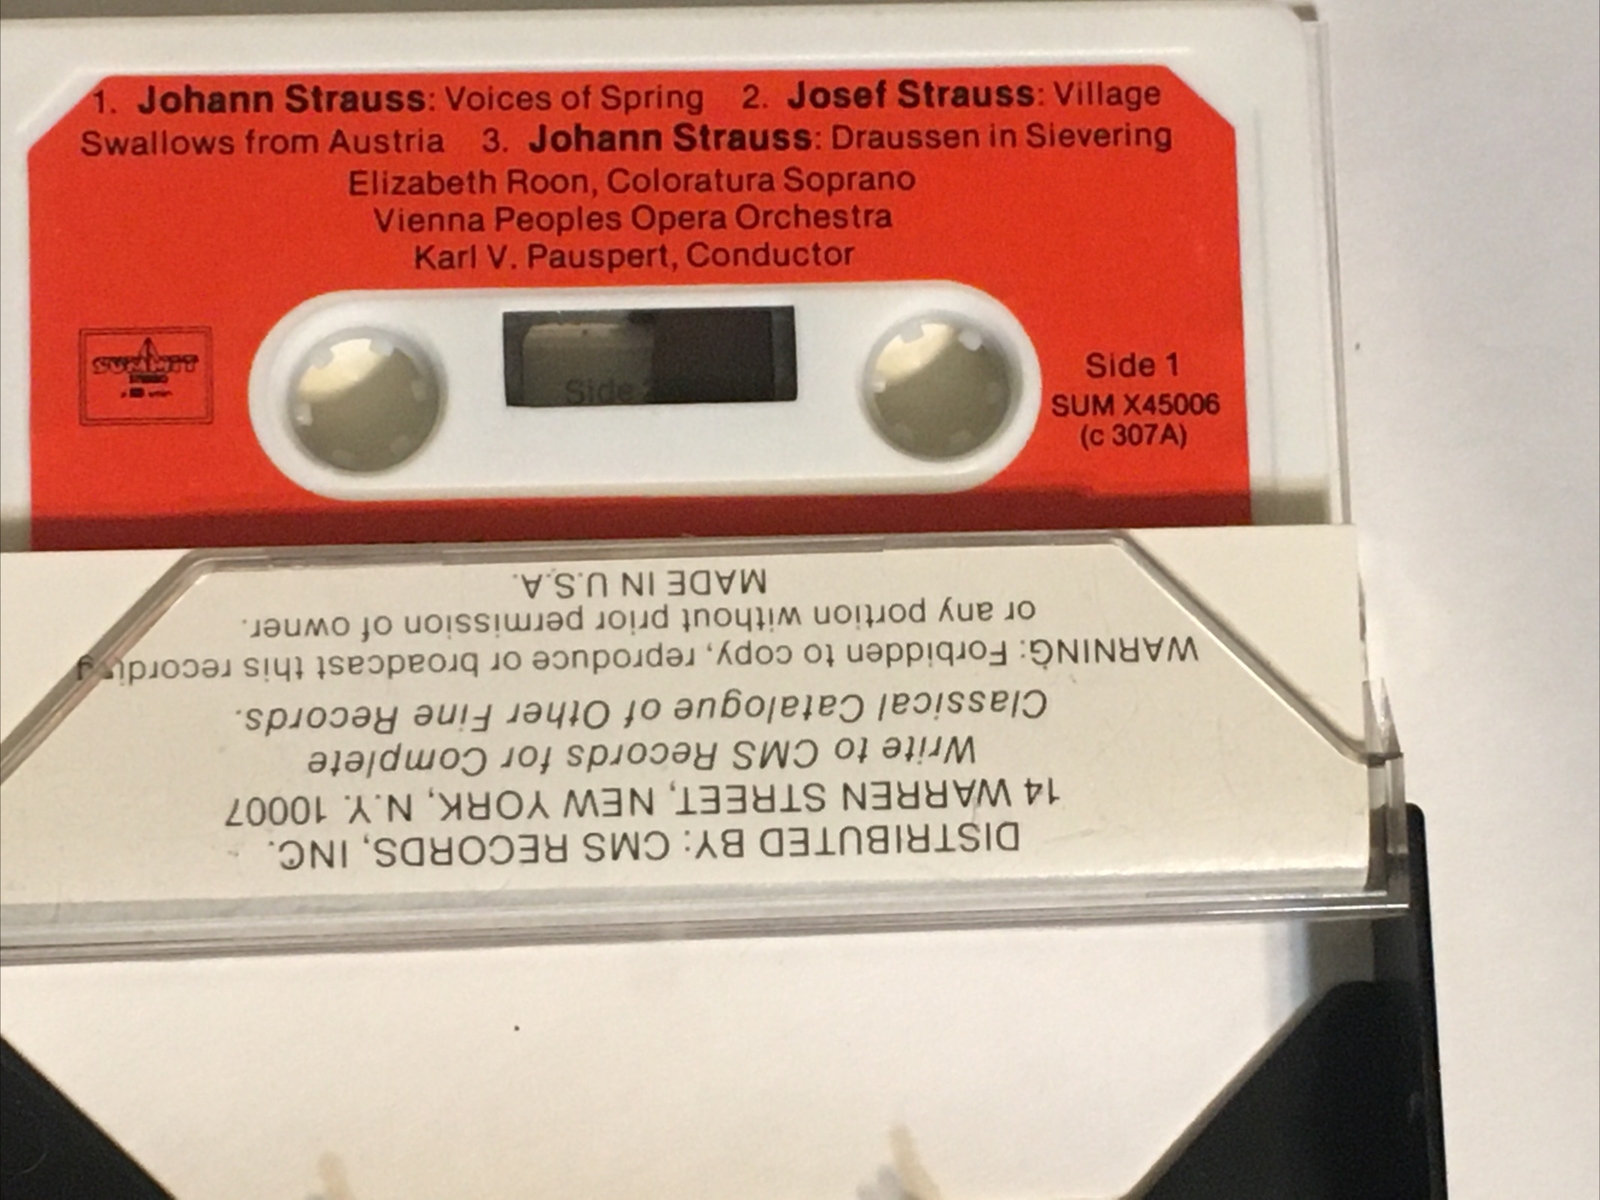 1. Johann Strauss: Voices of Spring 2. Josef Strauss: Village
Swallows from Austria 3. Johann Strauss: Draussen in Sievering
Elizabeth Roon, Coloratura Soprano
Vienna Peoples Opera Orchestra
Karl V. Pauspert, Conductor
SUMMIT
STEREO
Side 2
Side 1
SUM X45006
(c 307A)
DISTRIBUTED BY: CMS RECORDS, INC.
14 WARREN STREET, NEW YORK, N.Y. 10007
Write to CMS Records for Complete
Classical Catalogue of Other Fine Records.
WARNING: Forbidden to copy, reproduce or broadcast this recording
or any portion without prior permission of owner.
MADE IN U.S.A.